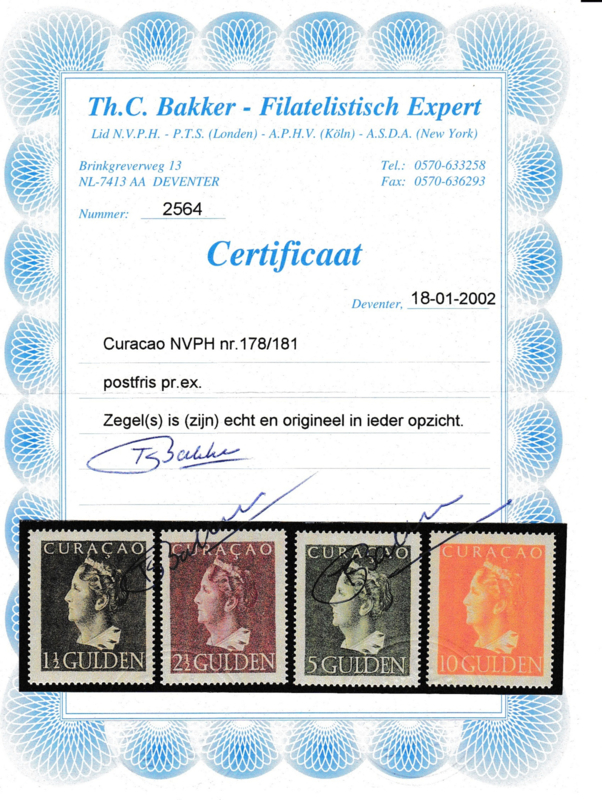 Th.C. Bakker - Filatelistisch Expert
Lid N.V.P.H. - P.T.S. (Londen) - A.P.H.V. (Köln) - A.S.D.A. (New York)
Brinkgreverweg 13
NL-7413 AA DEVENTER
Tel.: 0570-633258
Fax: 0570-636293
Nummer: 2564
Certificaat
Deventer, 18-01-2002
Curacao NVPH nr.178/181
postfris pr.ex.
Zegel(s) is (zijn) echt en origineel in ieder opzicht.
ThBakker
CURAÇAO CURAÇAO CURAÇAO CURAÇAO
1½ GULDEN 2½ GULDEN 5 GULDEN 10 GULDEN